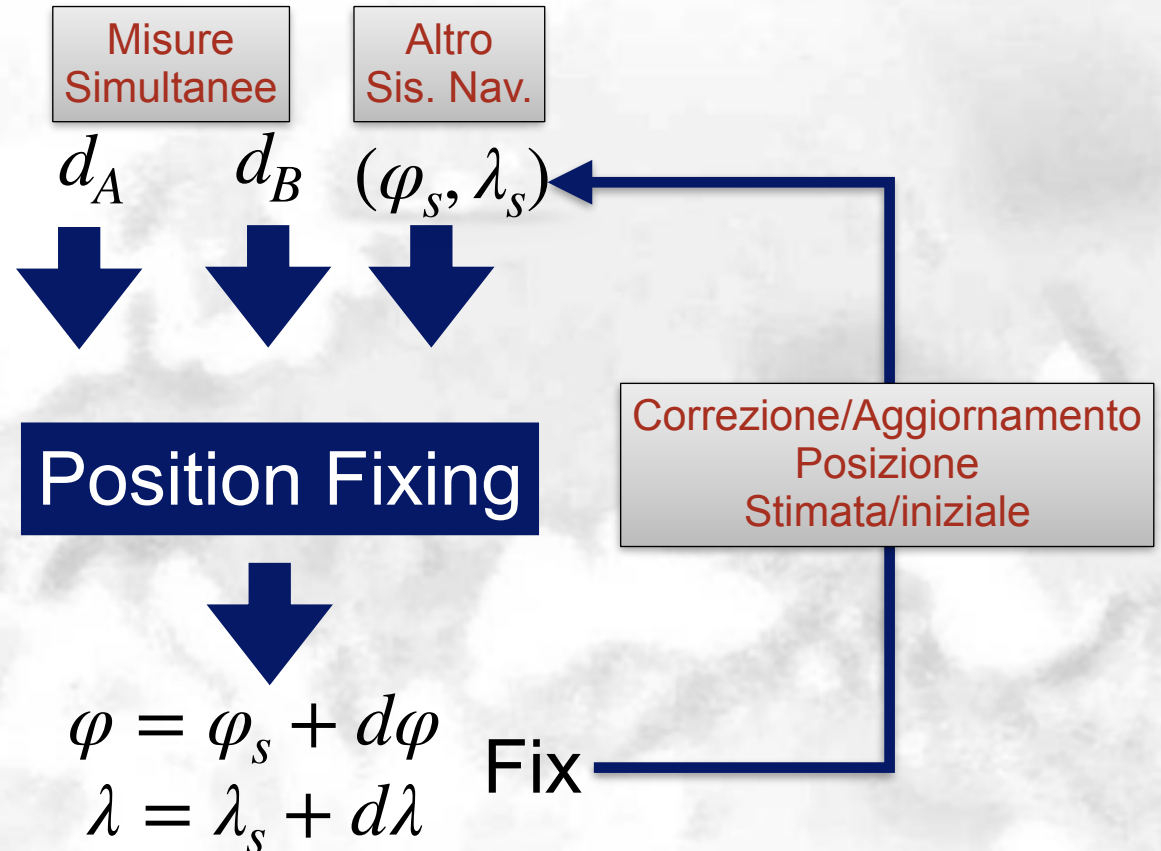 Misure
Simultanee
Altro
Sis. Nav.
d_A d_B (φ_s, λ_s)
Correzione/Aggiornamento
Posizione
Stimata/iniziale
Position Fixing
φ = φ_s + dφ
λ = λ_s + dλ
Fix